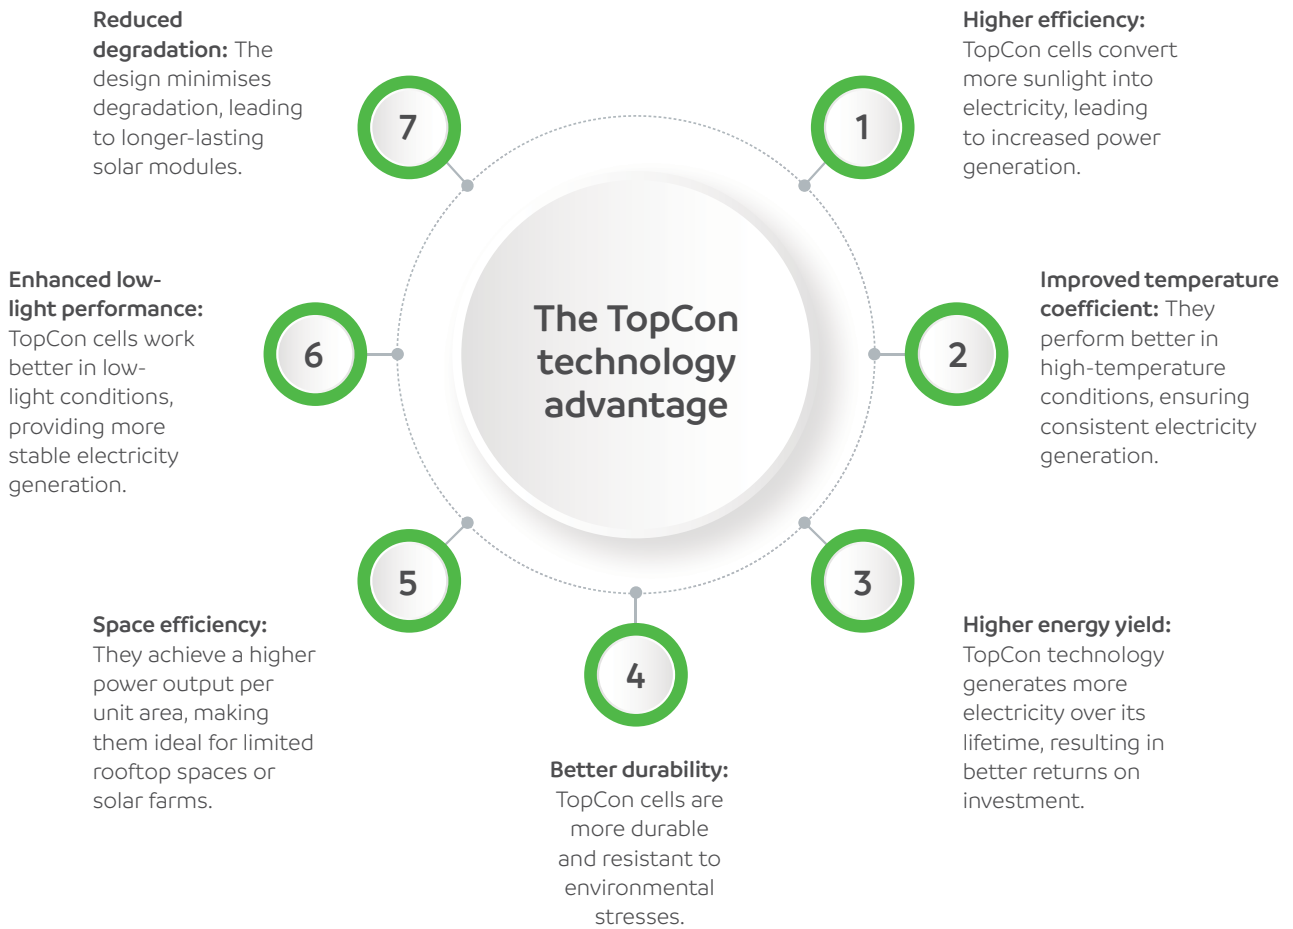 The TopCon
technology
advantage
1
Higher efficiency:
TopCon cells convert
more sunlight into
electricity, leading
to increased power
generation.
2
Improved temperature
coefficient: They
perform better in
high-temperature
conditions, ensuring
consistent electricity
generation.
3
Higher energy yield:
TopCon technology
generates more
electricity over its
lifetime, resulting in
better returns on
investment.
4
Better durability:
TopCon cells are
more durable
and resistant to
environmental
stresses.
5
Space efficiency:
They achieve a higher
power output per
unit area, making
them ideal for limited
rooftop spaces or
solar farms.
6
Enhanced low-
light performance:
TopCon cells work
better in low-
light conditions,
providing more
stable electricity
generation.
7
Reduced
degradation: The
design minimises
degradation, leading
to longer-lasting
solar modules.